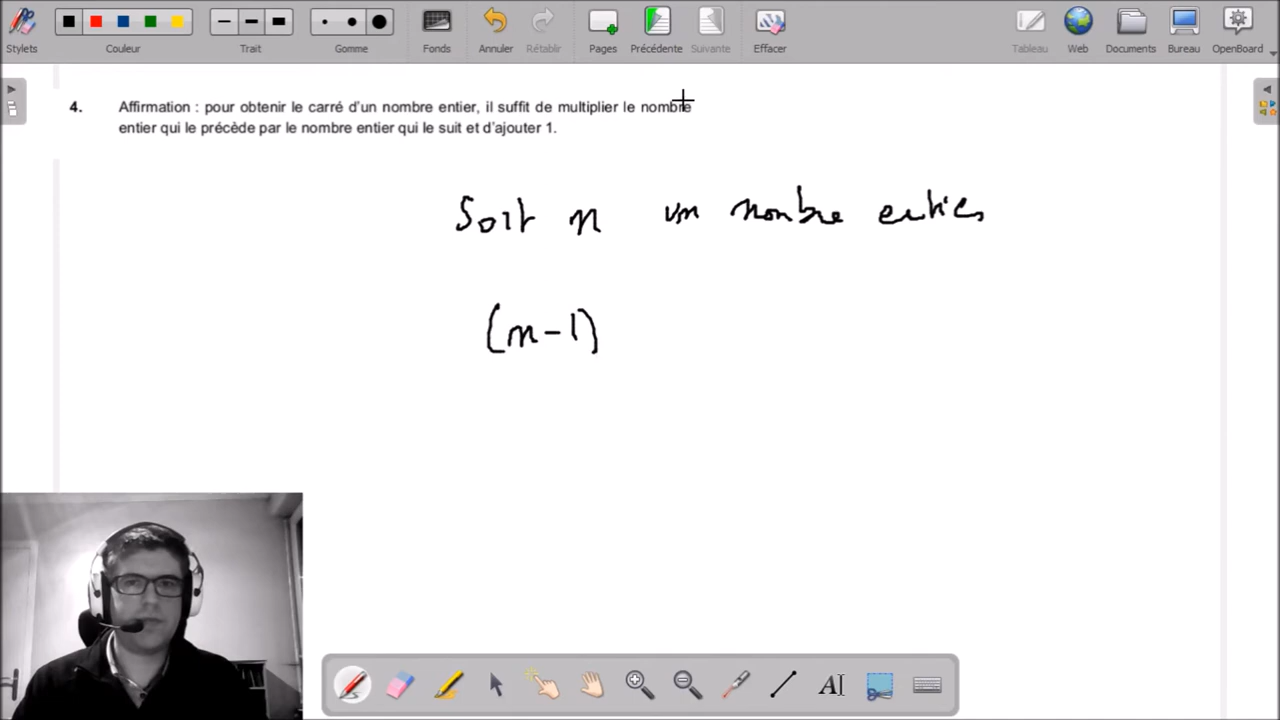 Stylets Couleur Trait Gomme Fonds Annuler Rétablir Pages Précédente Suivante Effacer Tableau Web Documents Bureau OpenBoard
4. Affirmation : pour obtenir le carré d'un nombre entier, il suffit de multiplier le nombre
entier qui le précède par le nombre entier qui le suit et d'ajouter 1.
Soit n un nombre entier
(n-1)
AI